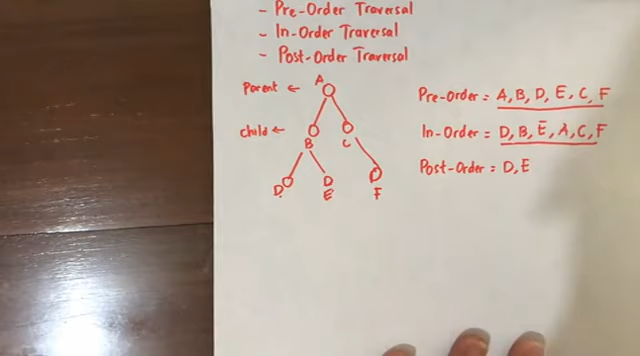 - Pre-Order Traversal
- In-Order Traversal
- Post-Order Traversal
A
Parent ←
Pre-Order = A, B, D, E, C, F
child ←
In-Order = D, B, E, A, C, F
B
C
Post-Order = D, E
D
E
F